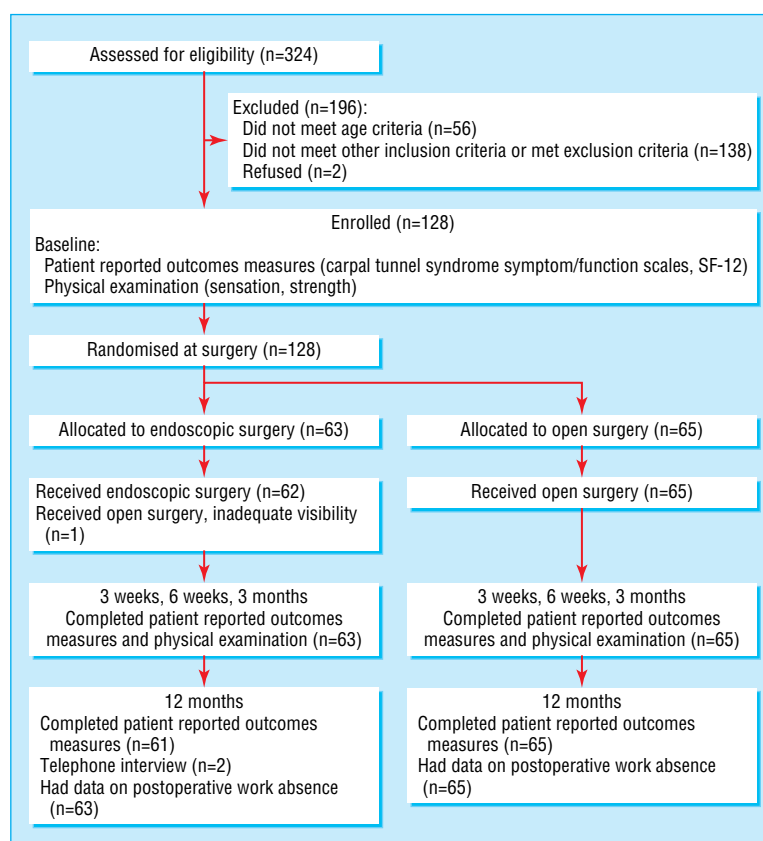 Assessed for eligibility (n=324)
Excluded (n=196):
Did not meet age criteria (n=56)
Did not meet other inclusion criteria or met exclusion criteria (n=138)
Refused (n=2)
Enrolled (n=128)
Baseline:
Patient reported outcomes measures (carpal tunnel syndrome symptom/function scales, SF-12)
Physical examination (sensation, strength)
Randomised at surgery (n=128)
Allocated to endoscopic surgery (n=63)
Allocated to open surgery (n=65)
Received endoscopic surgery (n=62)
Received open surgery, inadequate visibility
(n=1)
Received open surgery (n=65)
3 weeks, 6 weeks, 3 months
Completed patient reported outcomes
measures and physical examination (n=63)
3 weeks, 6 weeks, 3 months
Completed patient reported outcomes
measures and physical examination (n=65)
12 months
Completed patient reported outcomes
measures (n=61)
Telephone interview (n=2)
Had data on postoperative work absence
(n=63)
12 months
Completed patient reported outcomes
measures (n=65)
Had data on postoperative work absence
(n=65)